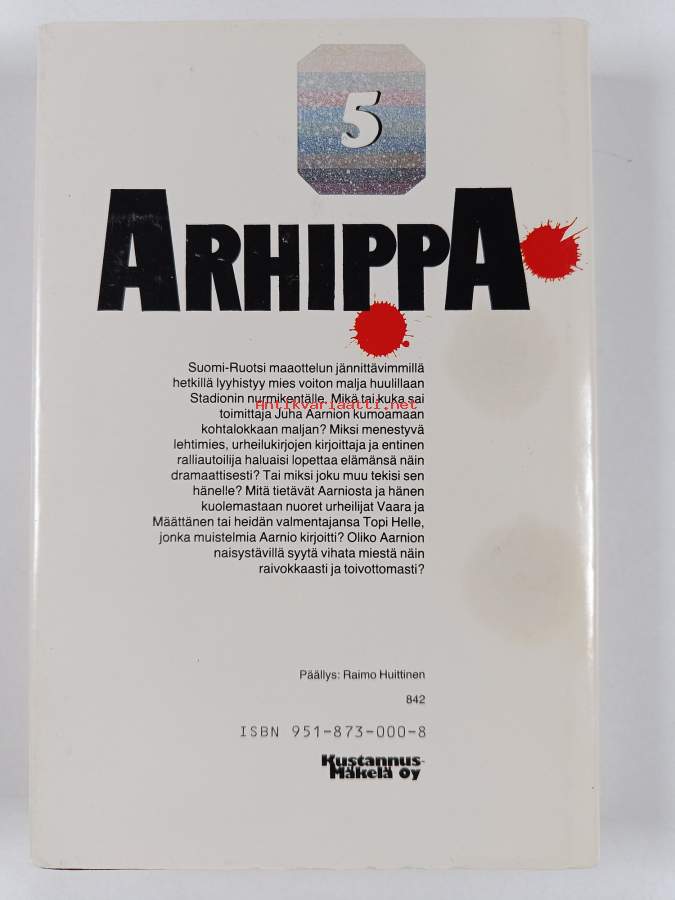 5
ARHIPPA
Suomi-Ruotsi maaottelun jännittävimmillä
hetkillä lyyhistyy mies voiton malja huulillaan
Stadionin nurmikentälle. Mikä tai kuka sai
Antikvariaatti.net
toimittaja Juha Aarnion kumoamaan
kohtalokkaan maljan? Miksi menestyvä
lehtimies, urheilukirjojen kirjoittaja ja entinen
ralliautoilija haluaisi lopettaa elämänsä näin
dramaattisesti? Tai miksi joku muu tekisi sen
hänelle? Mitä tietävät Aarniosta ja hänen
kuolemastaan nuoret urheilijat Vaara ja
Määttänen tai heidän valmentajansa Topi Helle,
jonka muistelmia Aarnio kirjoitti? Oliko Aarnion
naisystävillä syytä vihata miestä näin
raivokkaasti ja toivottomasti?
Päällys: Raimo Huittinen
842
ISBN 951-873-000-8
Kustannus-
Mäkelä Oy